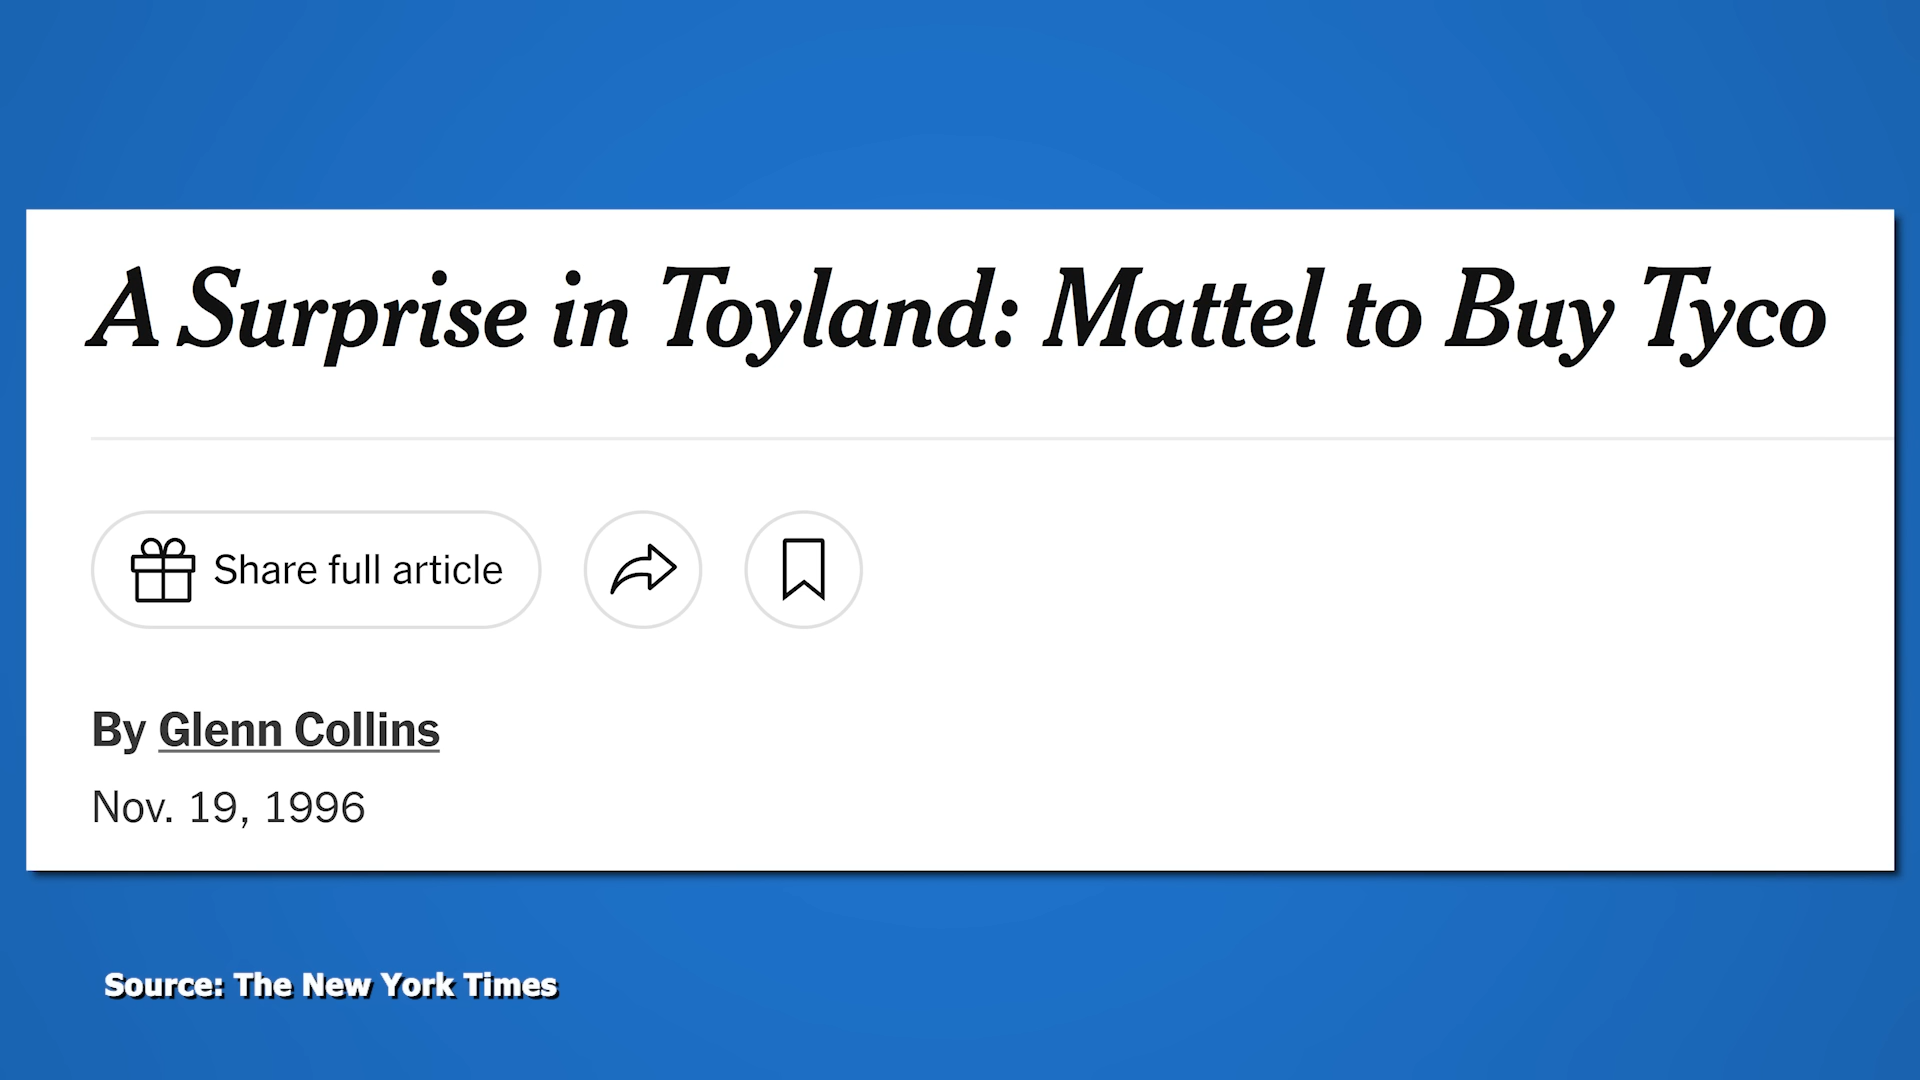 A Surprise in Toyland: Mattel to Buy Tyco
Share full article
By Glenn Collins
Nov. 19, 1996
Source: The New York Times